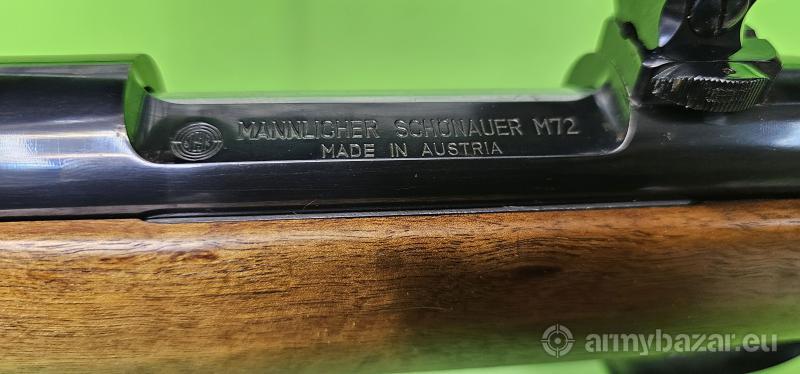 MANNLICHER SCHÖNAUER M72
MADE IN AUSTRIA
armybazar.eu